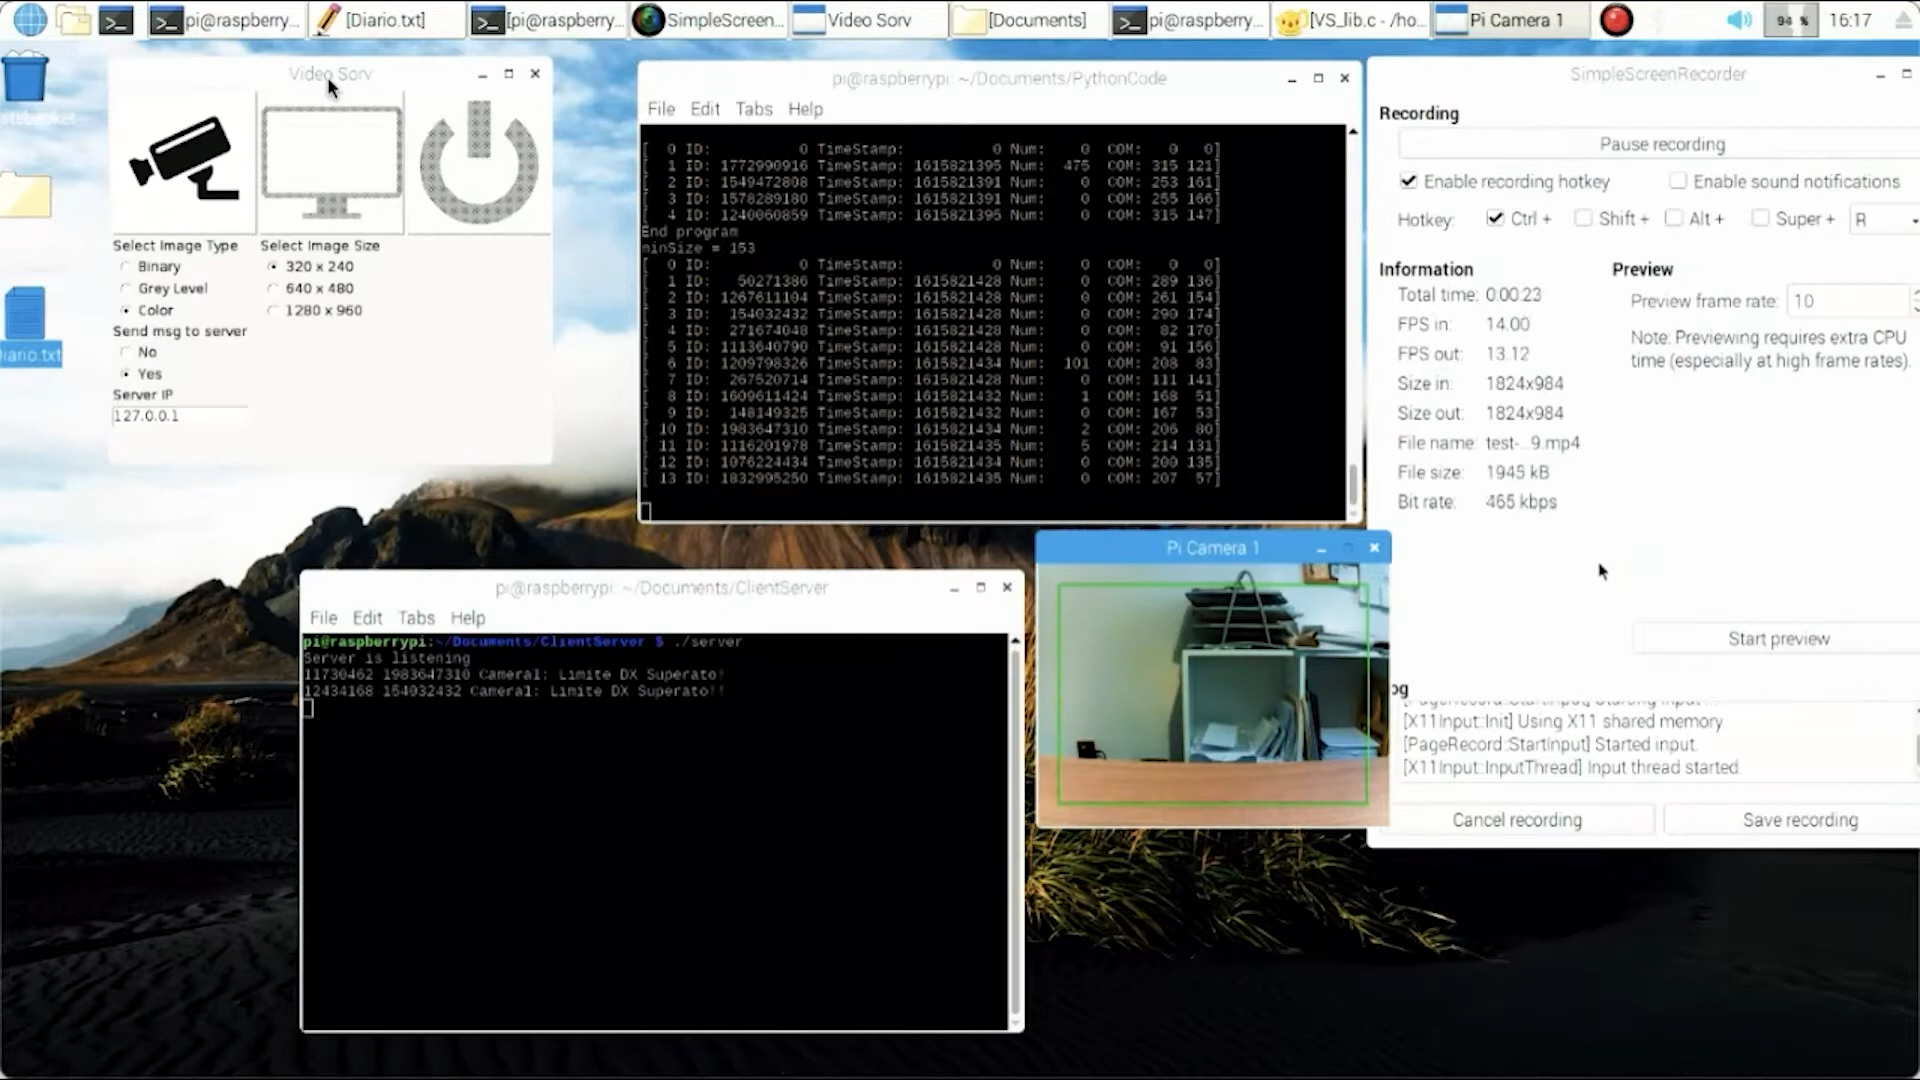 pi@raspberry...
[Diario.txt]
[pi@raspberry...
SimpleScreen...
Video Sorv
[Documents]
pi@raspberry...
[VS_lib.c - /ho...
Pi Camera 1
94 %
16:17
Video Sorv
Select Image Type
Binary
Grey Level
Color
Send msg to server
No
Yes
Server IP
127.0.0.1
Select Image Size
320 x 240
640 x 480
1280 x 960
iario.txt
pi@raspberrypi: ~/Documents/PythonCode
File Edit Tabs Help
[ 0 ID: 0 TimeStamp: 0 Num: 0 COM: 0 0]
1 ID: 1772990916 TimeStamp: 1615821395 Num: 475 COM: 315 121]
2 ID: 1549472808 TimeStamp: 1615821391 Num: 0 COM: 253 161]
3 ID: 1578289180 TimeStamp: 1615821391 Num: 0 COM: 255 166]
[ 4 ID: 1240060859 TimeStamp: 1615821395 Num: 0 COM: 315 147]
End program
minSize = 153
[ 0 ID: 0 TimeStamp: 0 Num: 0 COM: 0 0]
1 ID: 50271386 TimeStamp: 1615821428 Num: 0 COM: 289 136]
2 ID: 1267611104 TimeStamp: 1615821428 Num: 0 COM: 261 154]
3 ID: 154032432 TimeStamp: 1615821428 Num: 0 COM: 290 174]
4 ID: 271674048 TimeStamp: 1615821428 Num: 0 COM: 82 170]
5 ID: 1113640790 TimeStamp: 1615821428 Num: 0 COM: 91 156]
6 ID: 1209798326 TimeStamp: 1615821434 Num: 101 COM: 208 83]
7 ID: 267520714 TimeStamp: 1615821428 Num: 0 COM: 111 141]
8 ID: 1609611424 TimeStamp: 1615821432 Num: 1 COM: 168 51]
9 ID: 148149325 TimeStamp: 1615821432 Num: 0 COM: 167 53]
10 ID: 1983647310 TimeStamp: 1615821434 Num: 2 COM: 206 80]
11 ID: 1116201978 TimeStamp: 1615821435 Num: 5 COM: 214 131]
12 ID: 1076224434 TimeStamp: 1615821434 Num: 0 COM: 200 135]
[ 13 ID: 1832995250 TimeStamp: 1615821435 Num: 0 COM: 207 57]
pi@raspberrypi: ~/Documents/ClientServer
File Edit Tabs Help
pi@raspberrypi:~/Documents/ClientServer $ ./server
Server is listening
11730462 1983647310 Camera1: Limite DX Superato!
12434168 154032432 Camera1: Limite DX Superato!!
Pi Camera 1
SimpleScreenRecorder
Recording
Pause recording
Enable recording hotkey
Enable sound notifications
Hotkey: Ctrl + Shift + Alt + Super + R
Information
Total time: 0:00:23
FPS in: 14.00
FPS out: 13.12
Size in: 1824x984
Size out: 1824x984
File name: test-...9.mp4
File size: 1945 kB
Bit rate: 465 kbps
Preview
Preview frame rate: 10
Note: Previewing requires extra CPU
time (especially at high frame rates).
Start preview
og
[X11Input::Init] Using X11 shared memory.
[PageRecord::StartInput] Started input.
[X11Input::InputThread] Input thread started.
Cancel recording
Save recording